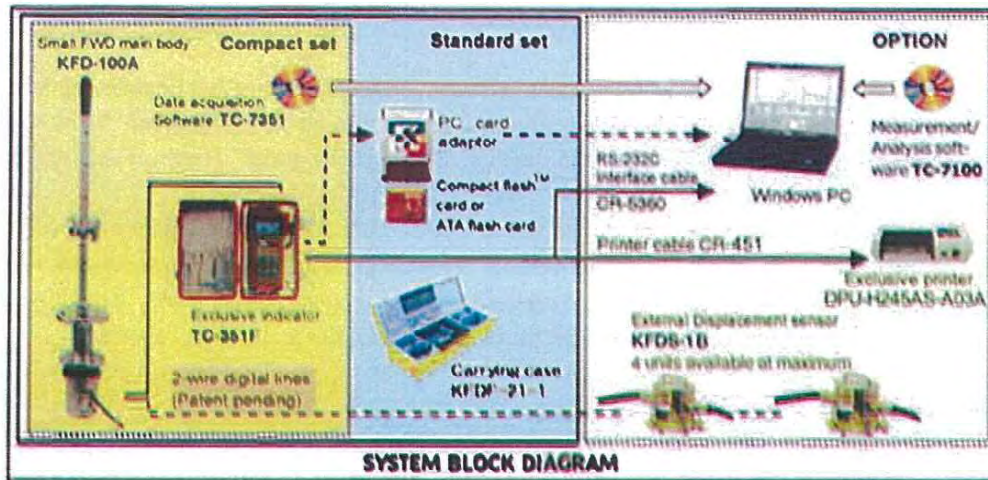 Small FWD main body
KFD-100A
Compact set
Data acquisition
Software TC-7351
Exclusive indicator
TC-351F
2-wire digital lines
(Patent pending)
Standard set
PC card
adaptor
Compact flash™
card or
ATA flash card
Carrying case
OPTION
RS-232C
Interface cable
CR-5360
Windows PC
Measurement/
Analysis soft-
ware TC-7100
Printer cable CR-451
Exclusive printer
DPU-H245AS-A03A
External Displacement sensor
KFDS-1B
4 units available at maximum
SYSTEM BLOCK DIAGRAM